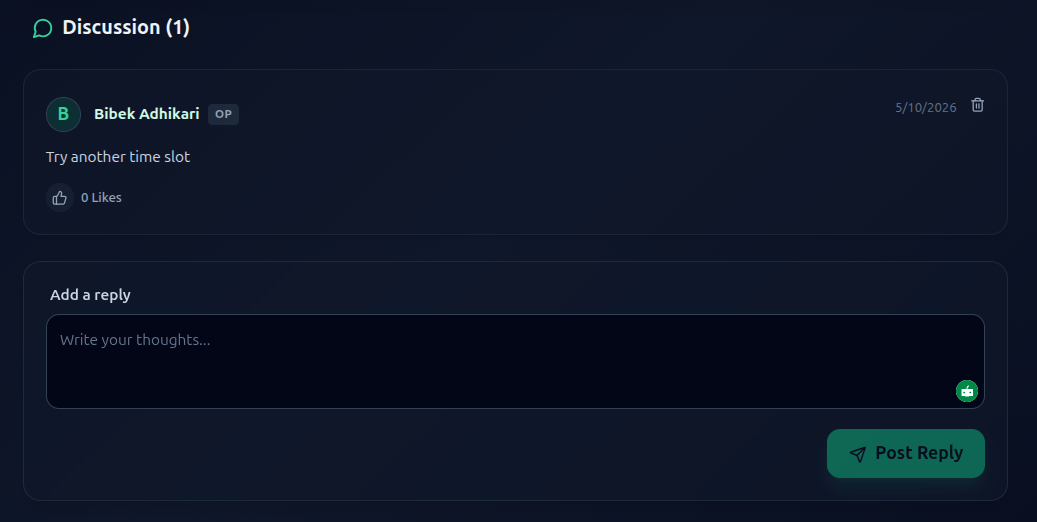 Discussion (1)
B Bibek Adhikari OP 5/10/2026
Try another time slot
0 Likes
Add a reply
Write your thoughts...
Post Reply